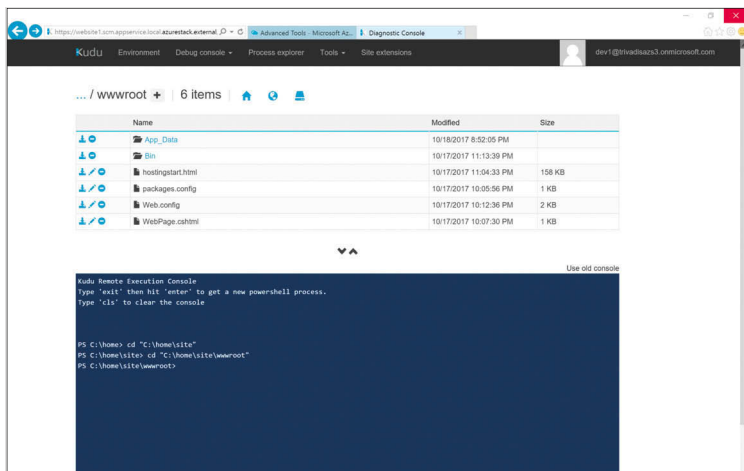 https://website1.scm.appservice.local.azurestack.external
Advanced Tools - Microsoft Az...
Diagnostic Console
Kudu Environment Debug console Process explorer Tools Site extensions dev1@trivadisazs3.onmicrosoft.com
... / wwwroot + | 6 items
Name Modified Size
App_Data 10/18/2017 8:52:05 PM
Bin 10/17/2017 11:13:39 PM
hostingstart.html 10/17/2017 11:04:33 PM 158 KB
packages.config 10/17/2017 10:05:56 PM 1 KB
Web.config 10/17/2017 10:12:36 PM 2 KB
WebPage.cshtml 10/17/2017 10:07:30 PM 1 KB
Use old console
Kudu Remote Execution Console
Type 'exit' then hit 'enter' to get a new powershell process.
Type 'cls' to clear the console
PS C:\home> cd "C:\home\site"
PS C:\home\site> cd "C:\home\site\wwwroot"
PS C:\home\site\wwwroot>